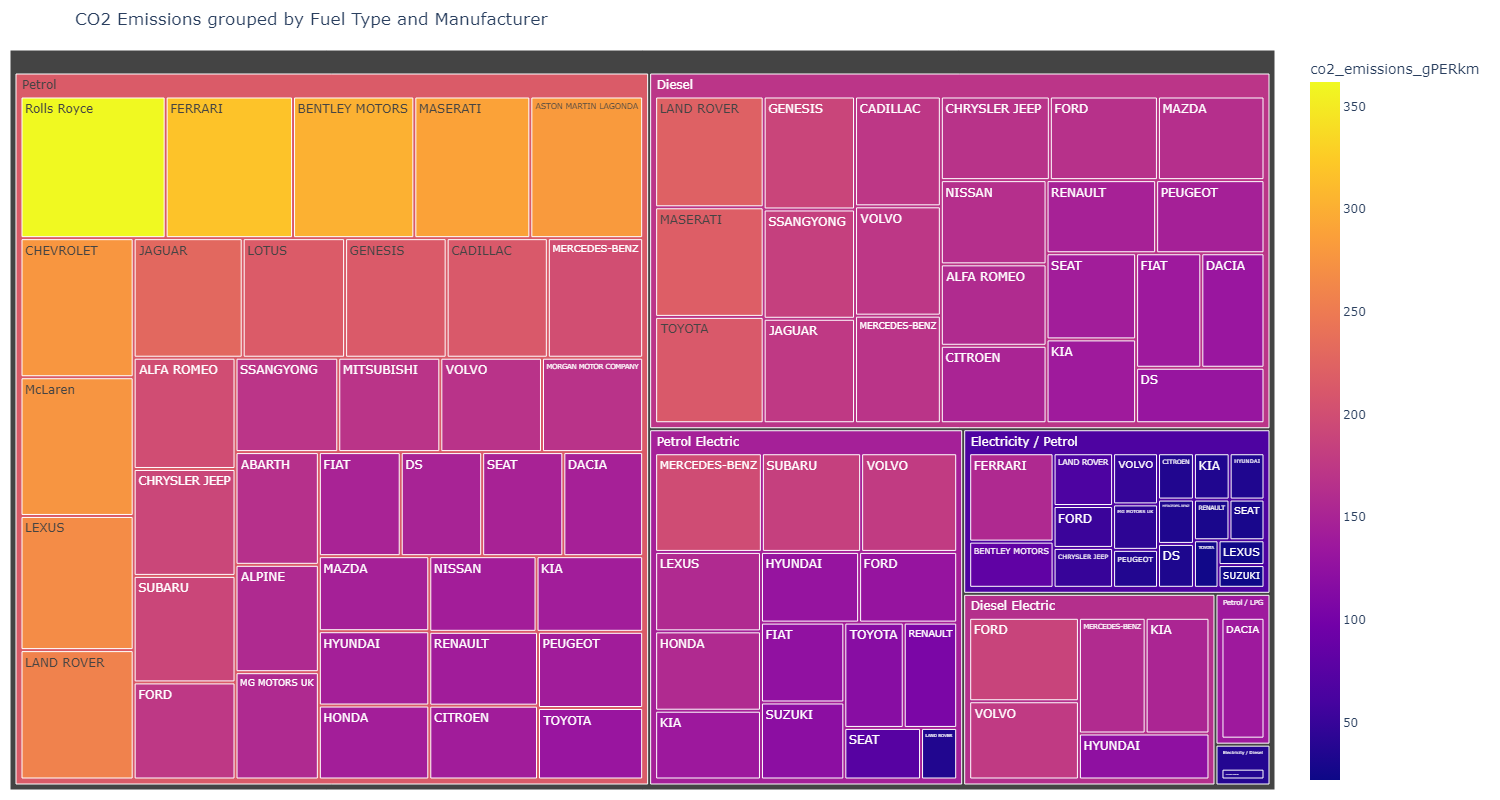 CO2 Emissions grouped by Fuel Type and Manufacturer
Petrol
Rolls Royce
FERRARI
BENTLEY MOTORS
MASERATI
ASTON MARTIN LAGONDA
CHEVROLET
JAGUAR
LOTUS
GENESIS
CADILLAC
MERCEDES-BENZ
McLaren
ALFA ROMEO
SSANGYONG
MITSUBISHI
VOLVO
MORGAN MOTOR COMPANY
ABARTH
FIAT
DS
SEAT
DACIA
CHRYSLER JEEP
LEXUS
ALPINE
MAZDA
NISSAN
KIA
SUBARU
HYUNDAI
RENAULT
PEUGEOT
LAND ROVER
FORD
MG MOTORS UK
HONDA
CITROEN
TOYOTA
Diesel
LAND ROVER
GENESIS
CADILLAC
CHRYSLER JEEP
FORD
MAZDA
NISSAN
RENAULT
PEUGEOT
MASERATI
SSANGYONG
VOLVO
SEAT
FIAT
DACIA
ALFA ROMEO
TOYOTA
JAGUAR
MERCEDES-BENZ
CITROEN
KIA
DS
Petrol Electric
MERCEDES-BENZ
SUBARU
VOLVO
LEXUS
HYUNDAI
FORD
HONDA
FIAT
TOYOTA
RENAULT
KIA
SUZUKI
SEAT
LAND ROVER
Electricity / Petrol
FERRARI
LAND ROVER
VOLVO
CITROEN
KIA
HYUNDAI
FORD
MG MOTORS UK
MERCEDES-BENZ
RENAULT
SEAT
BENTLEY MOTORS
CHRYSLER JEEP
PEUGEOT
DS
TOYOTA
LEXUS
SUZUKI
Diesel Electric
FORD
MERCEDES-BENZ
KIA
VOLVO
HYUNDAI
Petrol / LPG
DACIA
Electricity / Diesel
co2_emissions_gPERkm
350
300
250
200
150
100
50